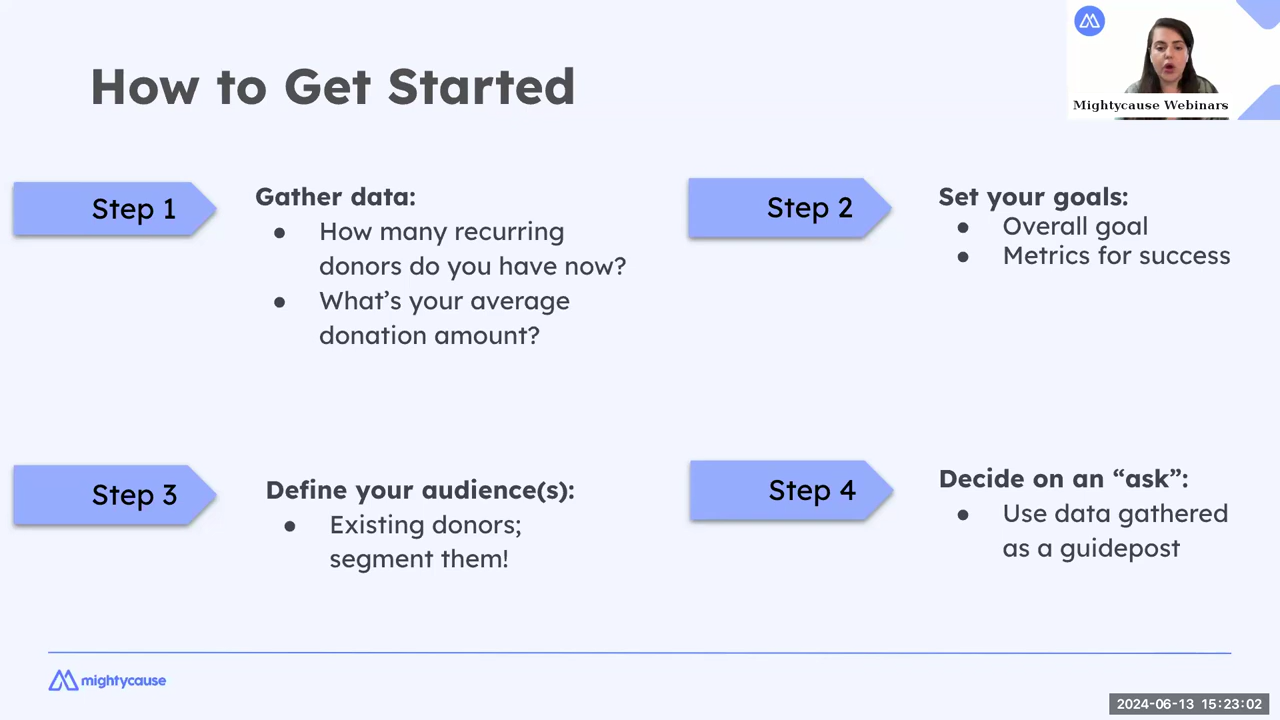 How to Get Started
Mightycause Webinars
Step 1
Gather data:
● How many recurring
donors do you have now?
● What’s your average
donation amount?
Step 2
Set your goals:
● Overall goal
● Metrics for success
Step 3
Define your audience(s):
● Existing donors;
segment them!
Step 4
Decide on an “ask”:
● Use data gathered
as a guidepost
mightycause
2024-06-13 15:23:02